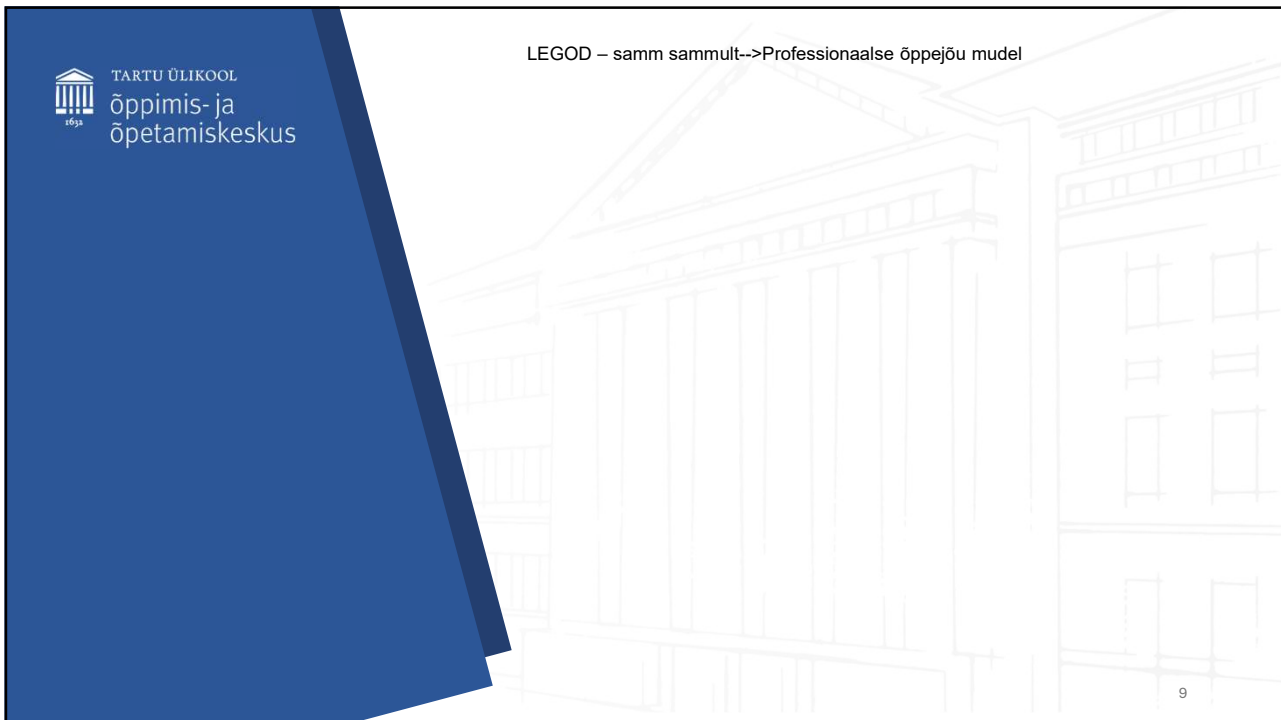 TARTU ÜLIKOOL
õppimis- ja
õpetamiskeskus
1632
LEGOD – samm sammult-->Professionaalse õppejõu mudel
9